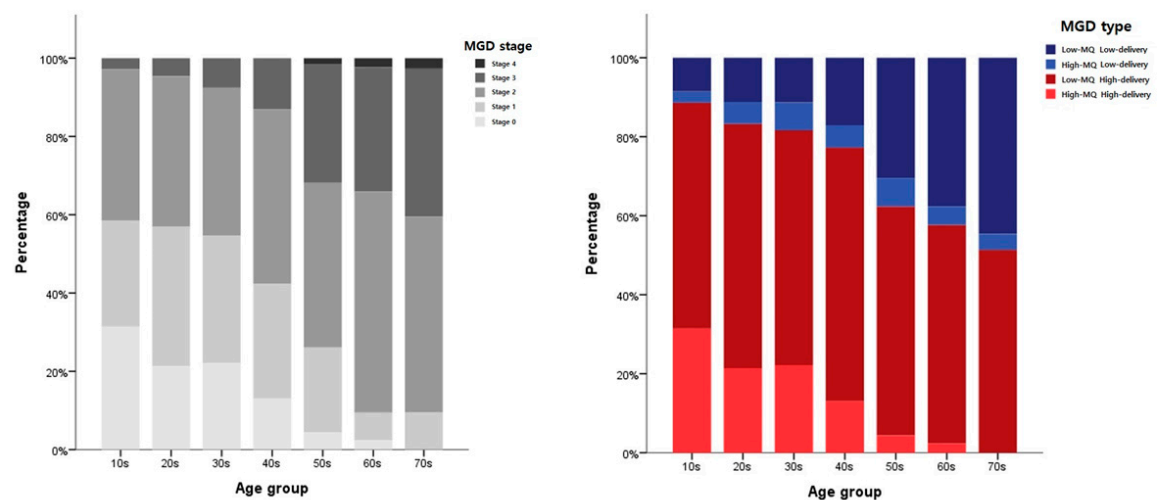 MGD stage
Stage 4
Stage 3
Stage 2
Stage 1
Stage 0
100%
80%
60%
40%
20%
0%
Percentage
10s 20s 30s 40s 50s 60s 70s
Age group
MGD type
Low-MQ Low-delivery
High-MQ Low-delivery
Low-MQ High-delivery
High-MQ High-delivery
100%
80%
60%
40%
20%
0%
Percentage
10s 20s 30s 40s 50s 60s 70s
Age group